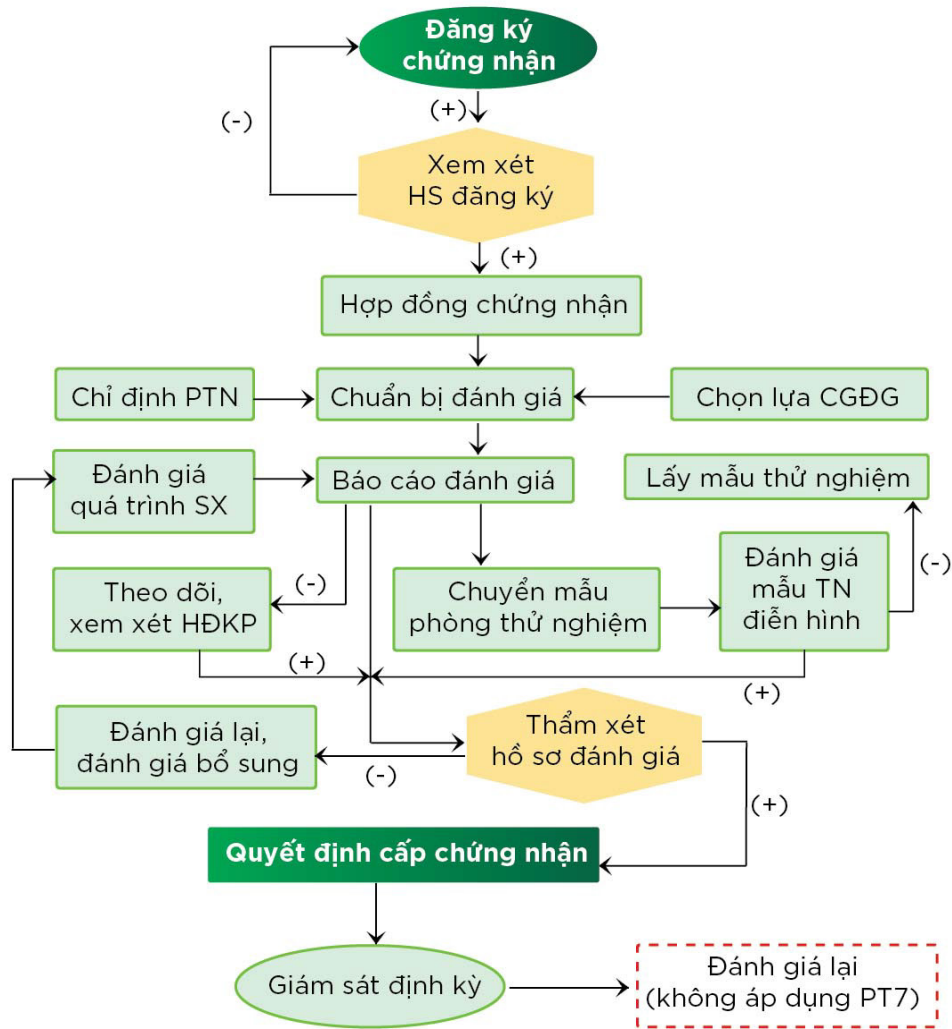 Đăng ký
chứng nhận
(-)
(+)
Xem xét
HS đăng ký
(+)
Hợp đồng chứng nhận
Chỉ định PTN
Chuẩn bị đánh giá
Chọn lựa CGĐG
Đánh giá
quá trình SX
Báo cáo đánh giá
Lấy mẫu thử nghiệm
(-)
Theo dõi,
xem xét HĐKP
(-)
Chuyển mẫu
phòng thử nghiệm
Đánh giá
mẫu TN
điển hình
(+)
(+)
Đánh giá lại,
đánh giá bổ sung
(-)
Thẩm xét
hồ sơ đánh giá
(+)
Quyết định cấp chứng nhận
Giám sát định kỳ
Đánh giá lại
(không áp dụng PT7)